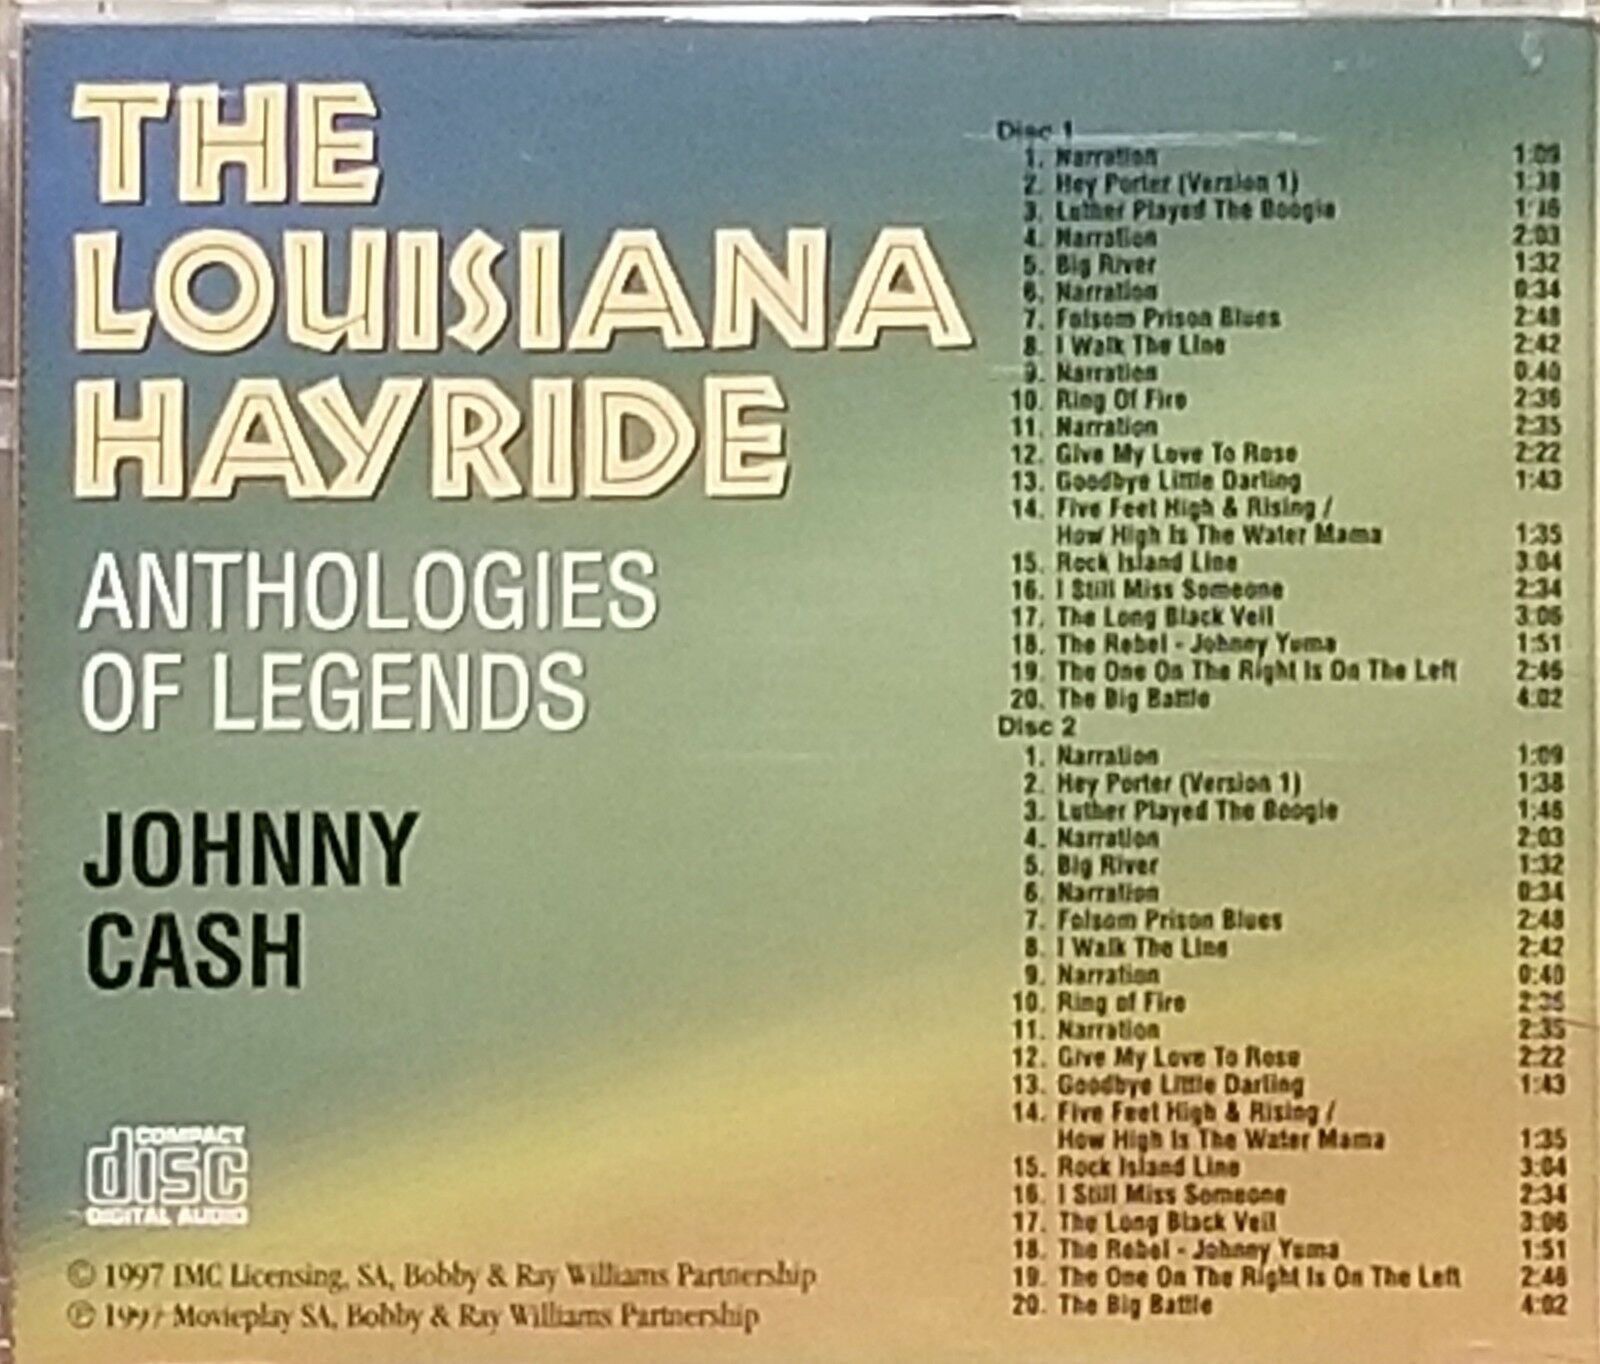 THE
LOUISIANA
HAYRIDE
ANTHOLOGIES
OF LEGENDS
JOHNNY
CASH
COMPACT
disc
DIGITAL AUDIO
© 1997 IMC Licensing, SA, Bobby & Ray Williams Partnership
℗ 1997 Movieplay SA, Bobby & Ray Williams Partnership
Disc 1
1. Narration 1:09
2. Hey Porter (Version 1) 1:38
3. Luther Played The Boogie 1:46
4. Narration 2:03
5. Big River 1:32
6. Narration 0:34
7. Folsom Prison Blues 2:48
8. I Walk The Line 2:42
9. Narration 0:40
10. Ring Of Fire 2:36
11. Narration 2:35
12. Give My Love To Rose 2:22
13. Goodbye Little Darling 1:43
14. Five Feet High & Rising /
How High Is The Water Mama 1:35
15. Rock Island Line 3:04
16. I Still Miss Someone 2:34
17. The Long Black Veil 3:06
18. The Rebel - Johnny Yuma 1:51
19. The One On The Right Is On The Left 2:46
20. The Big Battle 4:02
Disc 2
1. Narration 1:09
2. Hey Porter (Version 1) 1:38
3. Luther Played The Boogie 1:46
4. Narration 2:03
5. Big River 1:32
6. Narration 0:34
7. Folsom Prison Blues 2:48
8. I Walk The Line 2:42
9. Narration 0:40
10. Ring of Fire 2:36
11. Narration 2:35
12. Give My Love To Rose 2:22
13. Goodbye Little Darling 1:43
14. Five Feet High & Rising /
How High Is The Water Mama 1:35
15. Rock Island Line 3:04
16. I Still Miss Someone 2:34
17. The Long Black Veil 3:06
18. The Rebel - Johnny Yuma 1:51
19. The One On The Right Is On The Left 2:46
20. The Big Battle 4:02